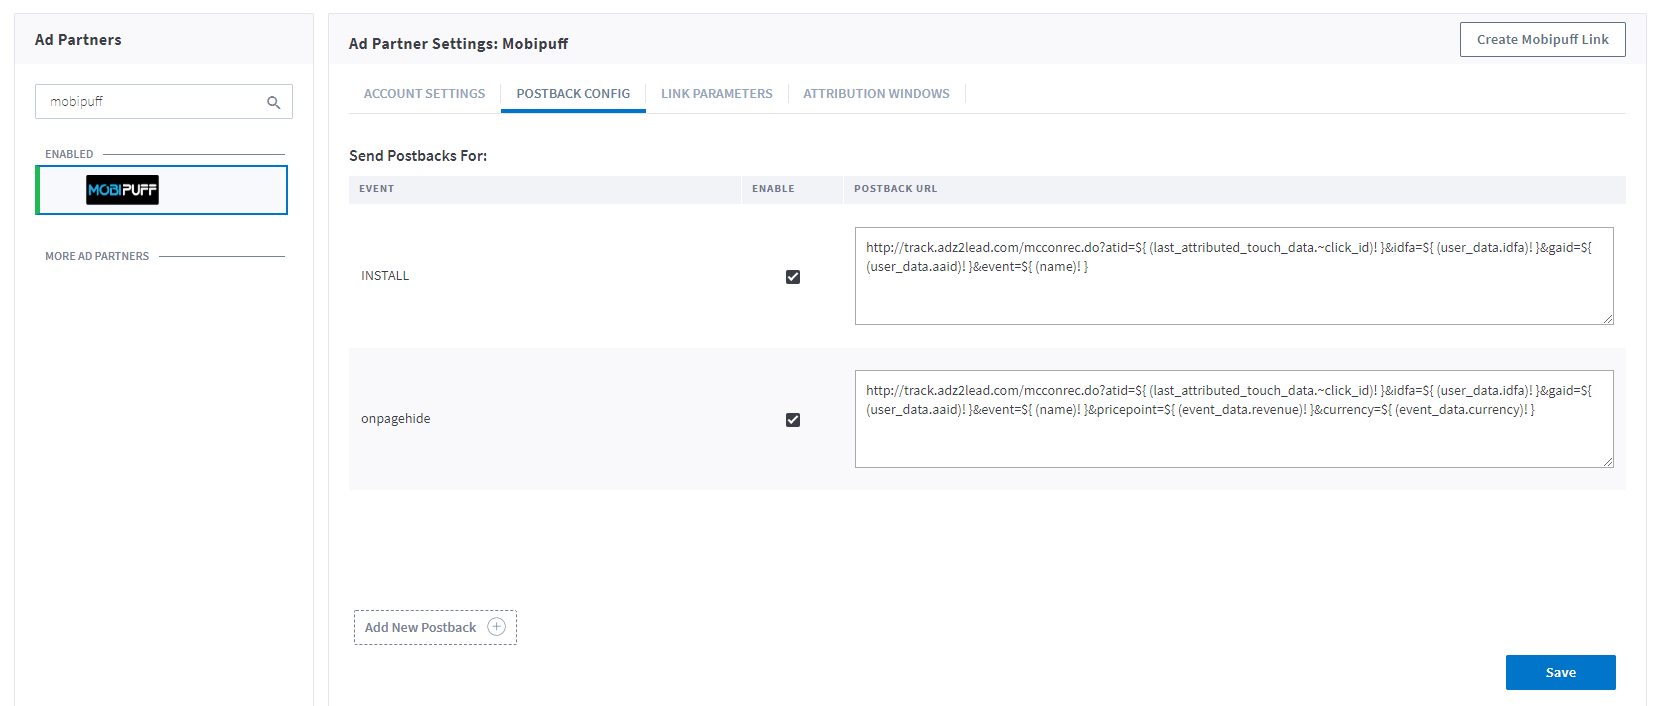 Ad Partners
mobipuff
ENABLED
MOBIPUFF
MORE AD PARTNERS
Ad Partner Settings: Mobipuff
Create Mobipuff Link
ACCOUNT SETTINGS
POSTBACK CONFIG
LINK PARAMETERS
ATTRIBUTION WINDOWS
Send Postbacks For:
EVENT
ENABLE
POSTBACK URL
INSTALL
http://track.adz2lead.com/mcconrec.do?atid=${ (last_attributed_touch_data.~click_id)! }&idfa=${ (user_data.idfa)! }&gaid=${
(user_data.aaid)! }&event=${ (name)! }
onpagehide
http://track.adz2lead.com/mcconrec.do?atid=${ (last_attributed_touch_data.~click_id)! }&idfa=${ (user_data.idfa)! }&gaid=${
(user_data.aaid)! }&event=${ (name)! }&pricepoint=${ (event_data.revenue)! }&currency=${ (event_data.currency)! }
Add New Postback
Save